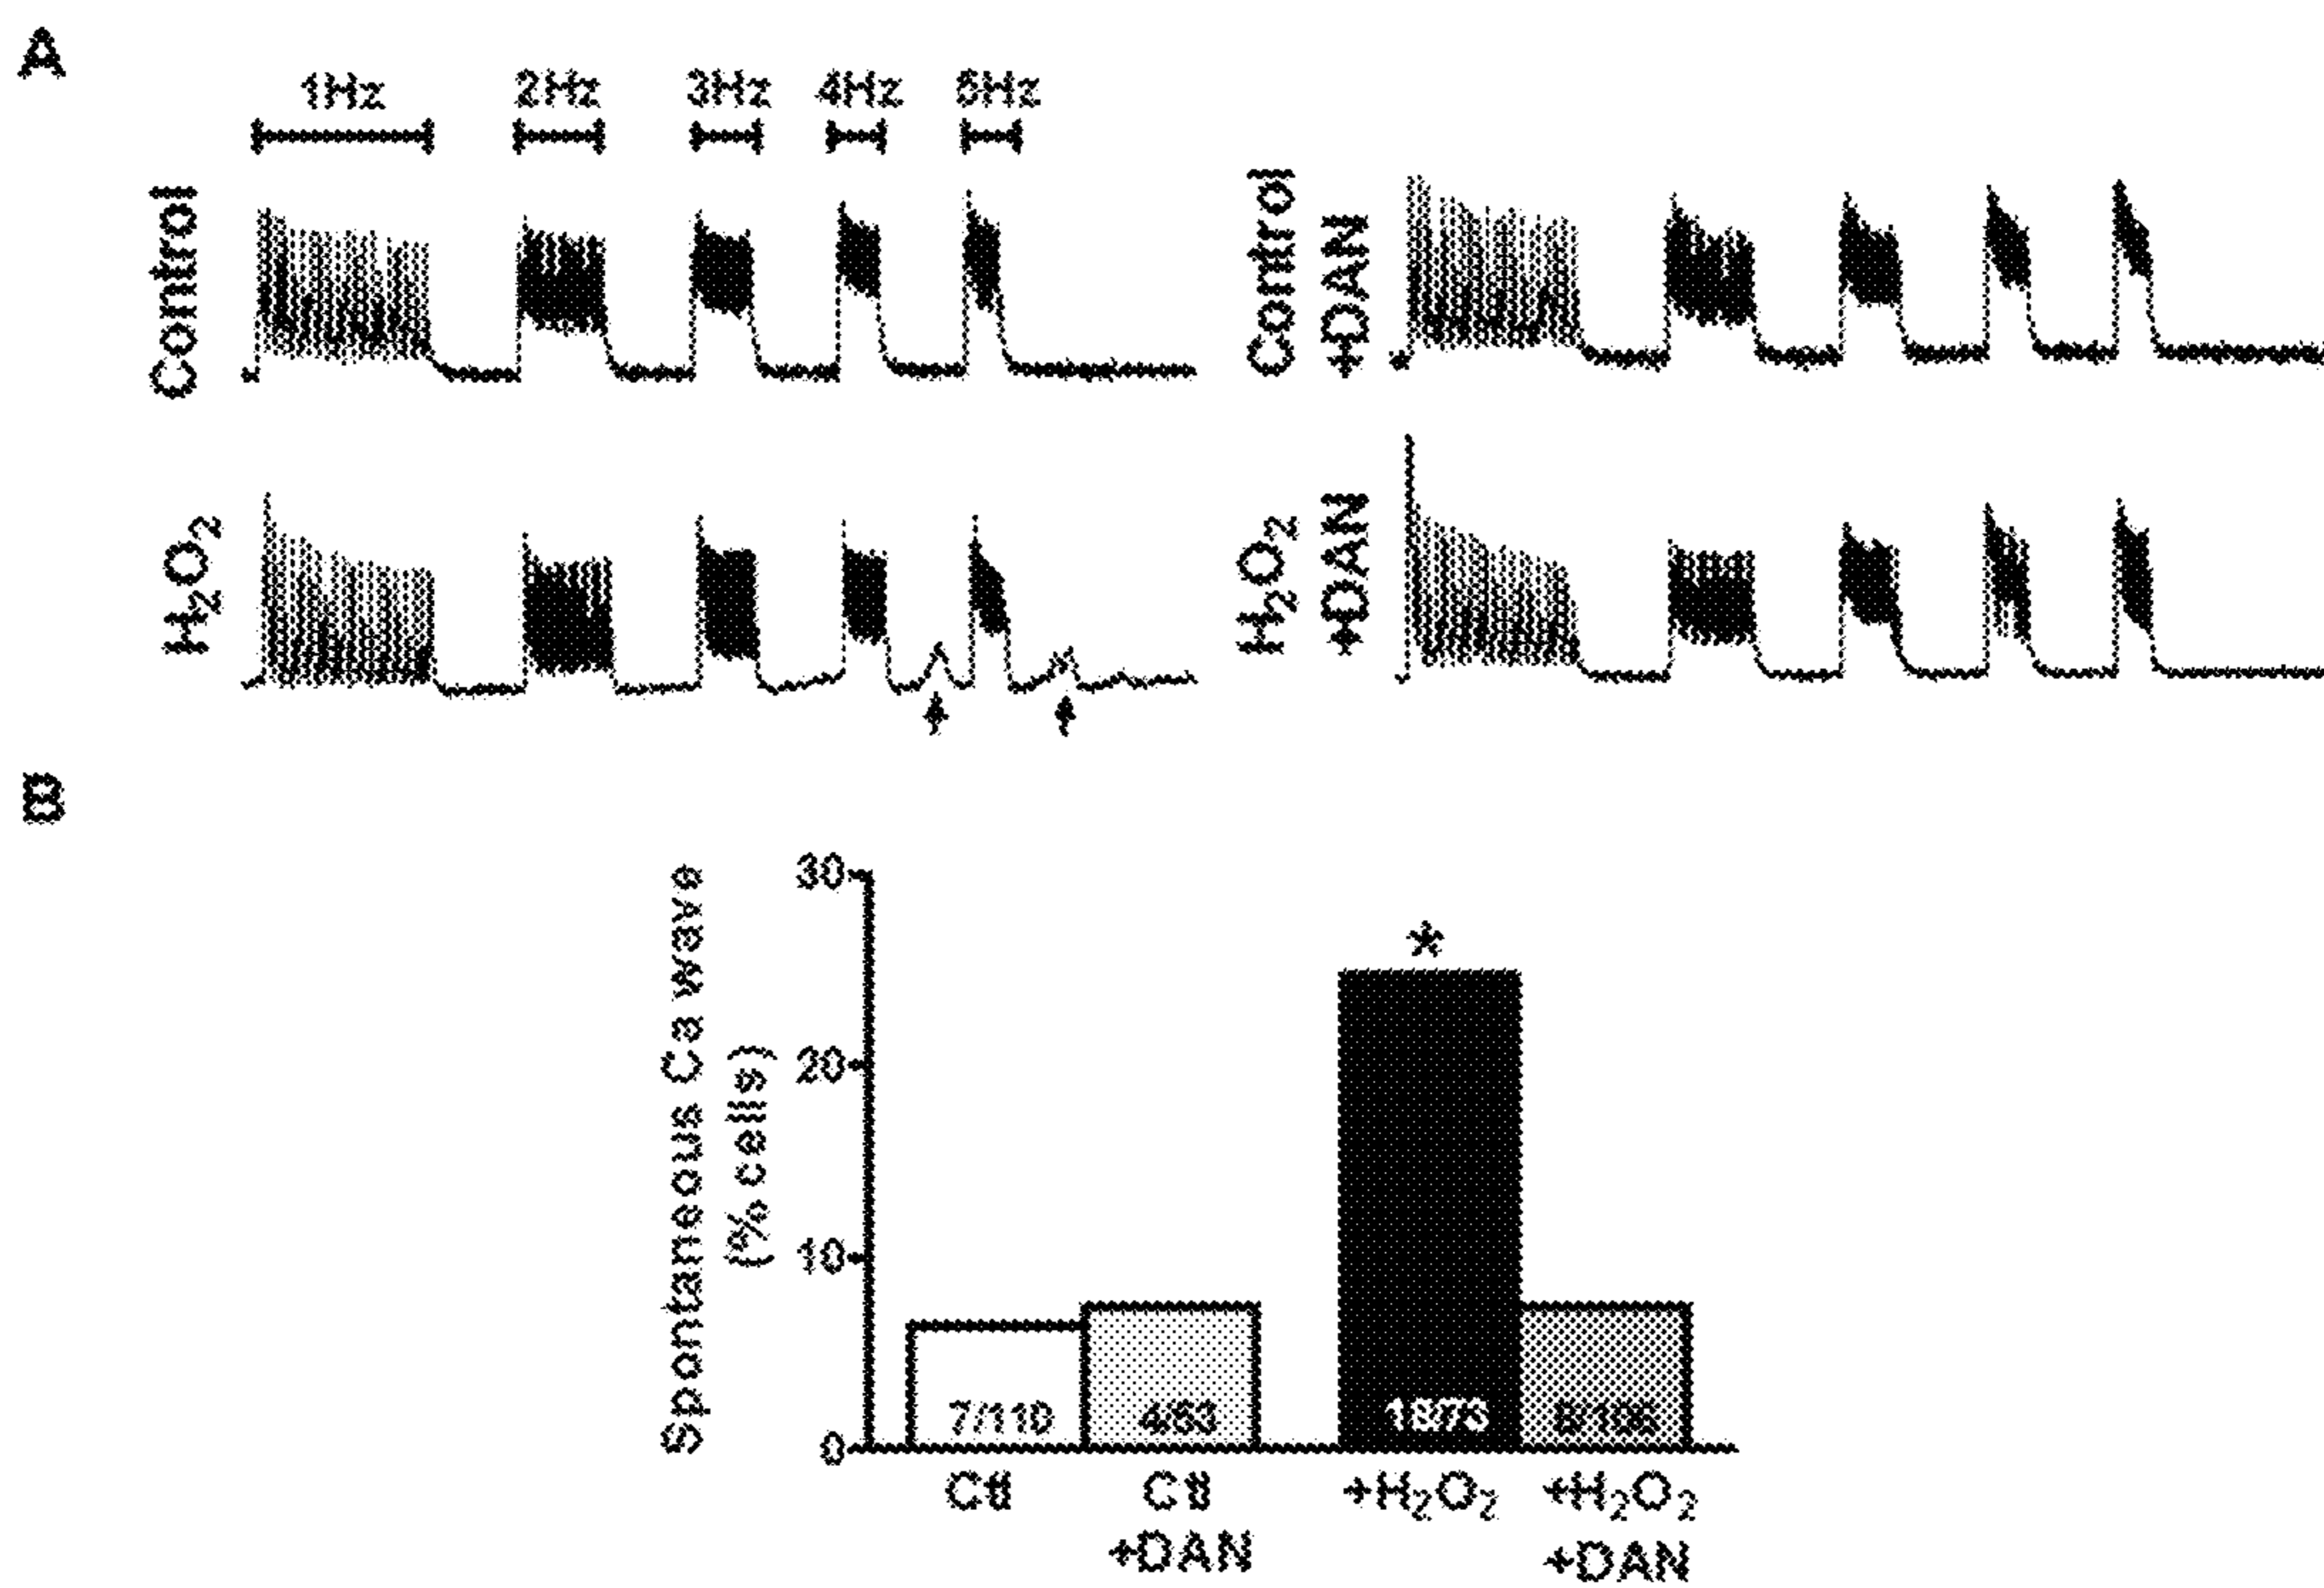 A
1Hz 2Hz 3Hz 4Hz 5Hz
Control
Control
+DAN
H₂O₂
H₂O₂
+DAN
B
Spontaneous Ca wave
(% cells)
30
20
10
0
*
7/110
4/53
18/73
Ctl
Ctl
+DAN
+H₂O₂
+H₂O₂
+DAN